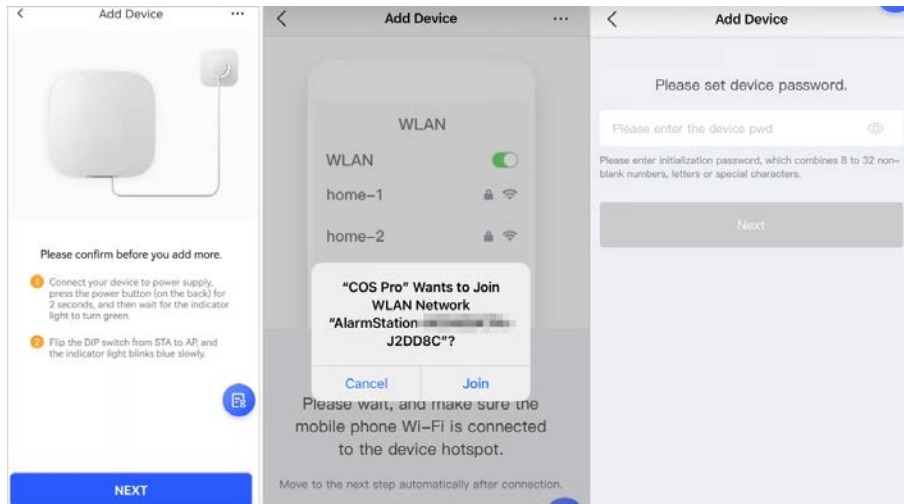 Add Device
Please confirm before you add more.
1 Connect your device to power supply,
press the power button (on the back) for
2 seconds, and then wait for the indicator
light to turn green.
2 Flip the DIP switch from STA to AP, and
the indicator light blinks blue slowly.
NEXT
Add Device
WLAN
WLAN
home-1
home-2
"COS Pro" Wants to Join
WLAN Network
"AlarmStation
J2DD8C"?
Cancel
Join
Please wait, and make sure the
mobile phone Wi-Fi is connected
to the device hotspot.
Move to the next step automatically after connection.
Add Device
Please set device password.
Please enter the device pwd
Please enter initialization password, which combines 8 to 32 non-
blank numbers, letters or special characters.
Next